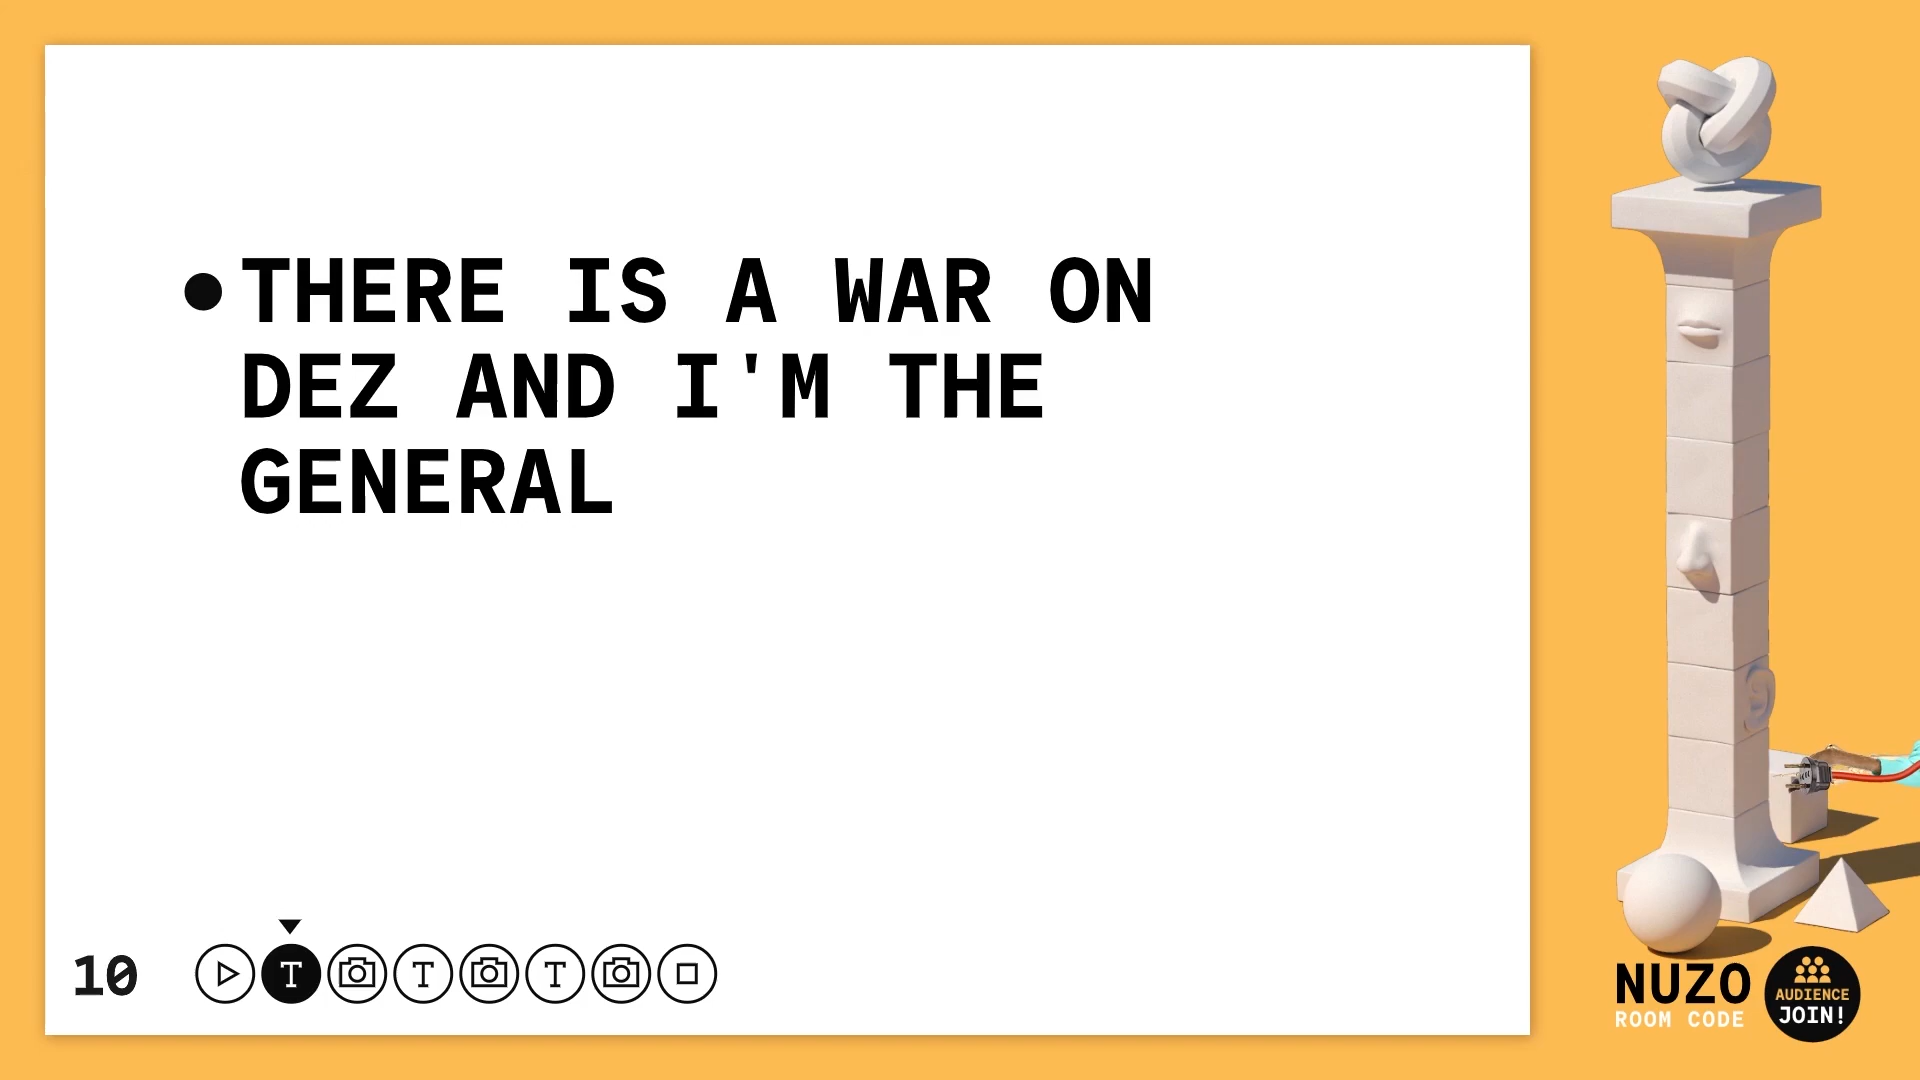 •THERE IS A WAR ON
DEZ AND I'M THE
GENERAL
10
T
T
T
NUZO
ROOM CODE
AUDIENCE
JOIN!